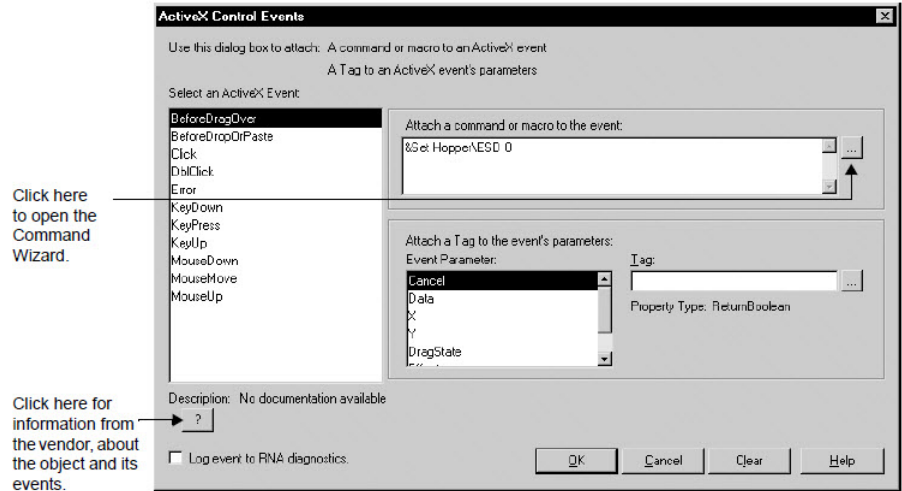 ActiveX Control Events
Use this dialog box to attach: A command or macro to an ActiveX event
A Tag to an ActiveX event's parameters
Select an ActiveX Event:
BeforeDragOver
BeforeDropOrPaste
Click
DblClick
Error
KeyDown
KeyPress
KeyUp
MouseDown
MouseMove
MouseUp
Attach a command or macro to the event:
&Set Hopper\ESD 0
...
Click here
to open the
Command
Wizard.
Attach a Tag to the event's parameters:
Event Parameter:
Cancel
Data
X
Y
DragState
Tag:
...
Property Type: ReturnBoolean
Description: No documentation available
?
Click here for
information from
the vendor, about
the object and its
events.
Log event to RNA diagnostics.
OK
Cancel
Clear
Help